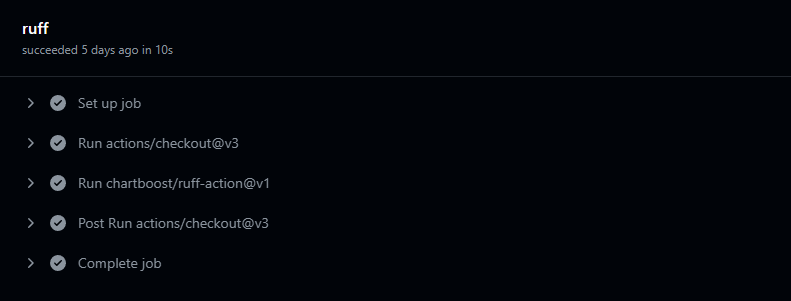 ruff
succeeded 5 days ago in 10s
Set up job
Run actions/checkout@v3
Run chartboost/ruff-action@v1
Post Run actions/checkout@v3
Complete job